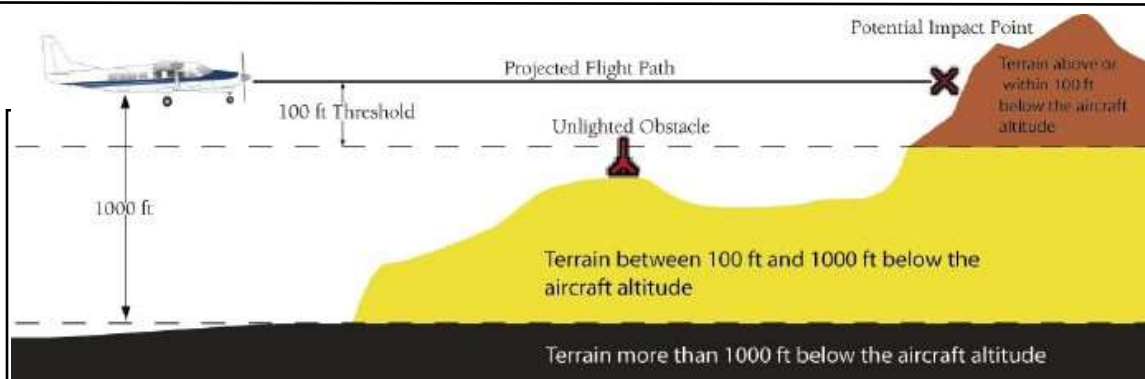 Potential Impact Point
Projected Flight Path
Terrain above or
within 100 ft
below the aircraft
altitude
100 ft Threshold
Unlighted Obstacle
1000 ft
Terrain between 100 ft and 1000 ft below the
aircraft altitude
Terrain more than 1000 ft below the aircraft altitude